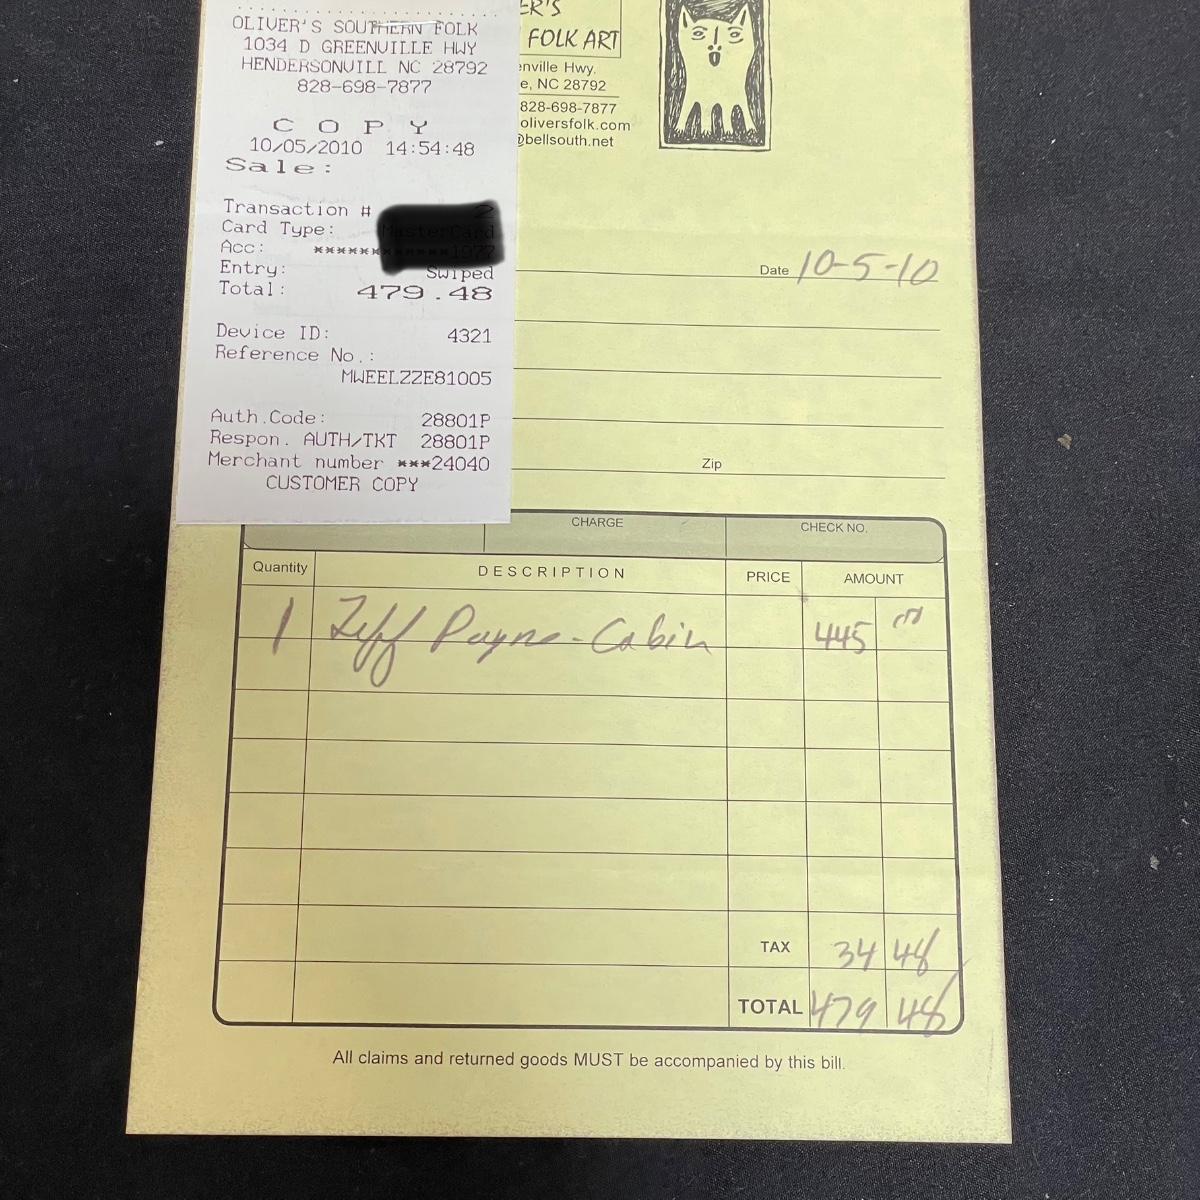 OLIVER'S SOUTHERN FOLK
1034 D GREENVILLE HWY
HENDERSONVILL NC 28792
828-698-7877
COPY
10/05/2010 14:54:48
Sale:
Transaction # 2
Card Type: MasterCard
Acc:
Entry: Swiped
Total: 479.48
Device ID: 4321
Reference No.:
MWEELZZE81005
Auth.Code: 28801P
Respon. AUTH/TKT 28801P
Merchant number ***24040
CUSTOMER COPY
ER'S
FOLK ART
enville Hwy.
e, NC 28792
828-698-7877
oliversfolk.com
@bellsouth.net
Date 10-5-10
Zip
CHARGE CHECK NO.
Quantity DESCRIPTION PRICE AMOUNT
1 Zeff Payne-Cabin 445 00
TAX 34 48
TOTAL 479 48
All claims and returned goods MUST be accompanied by this bill.